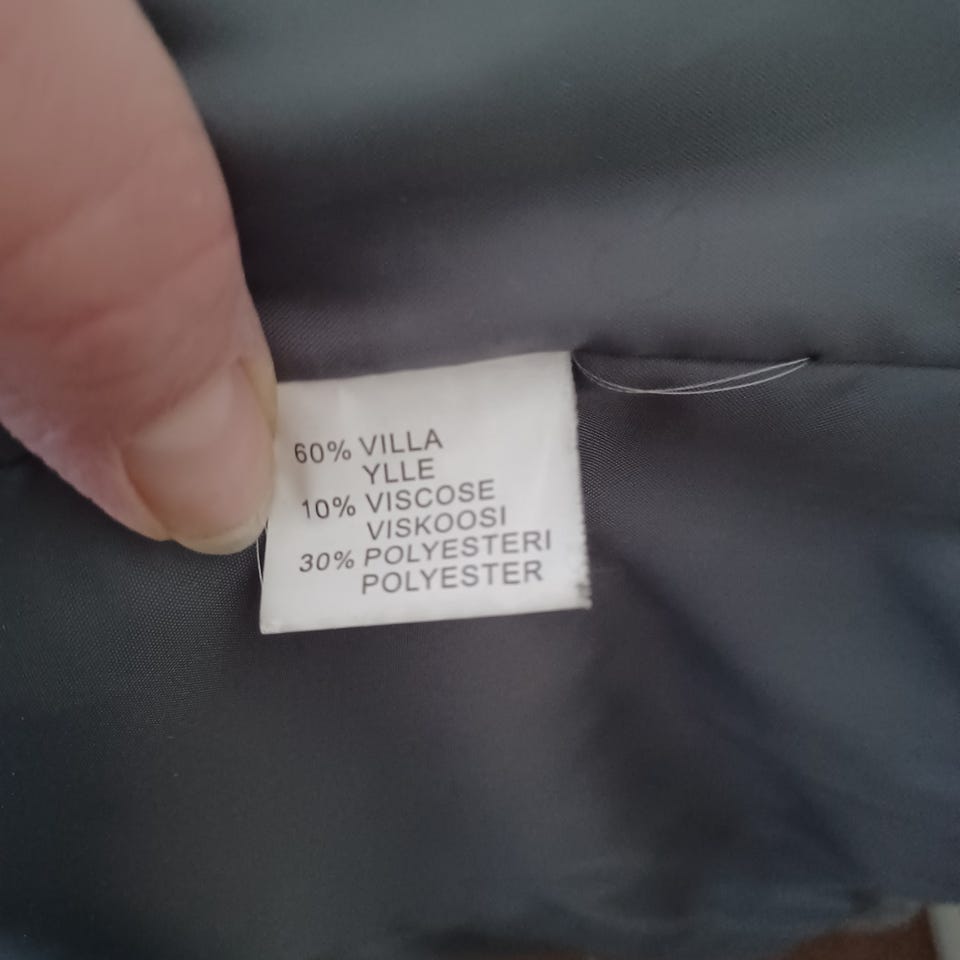 60% VILLA
YLLE
10% VISCOSE
VISKOOSI
30% POLYESTERI
POLYESTER